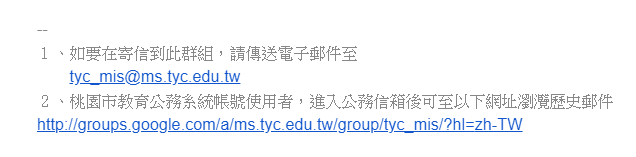 --
１、如要在寄信到此群組，請傳送電子郵件至
tyc_mis@ms.tyc.edu.tw
２、桃園市教育公務系統帳號使用者，進入公務信箱後可至以下網址瀏灠歷史郵件
http://groups.google.com/a/ms.tyc.edu.tw/group/tyc_mis/?hl=zh-TW